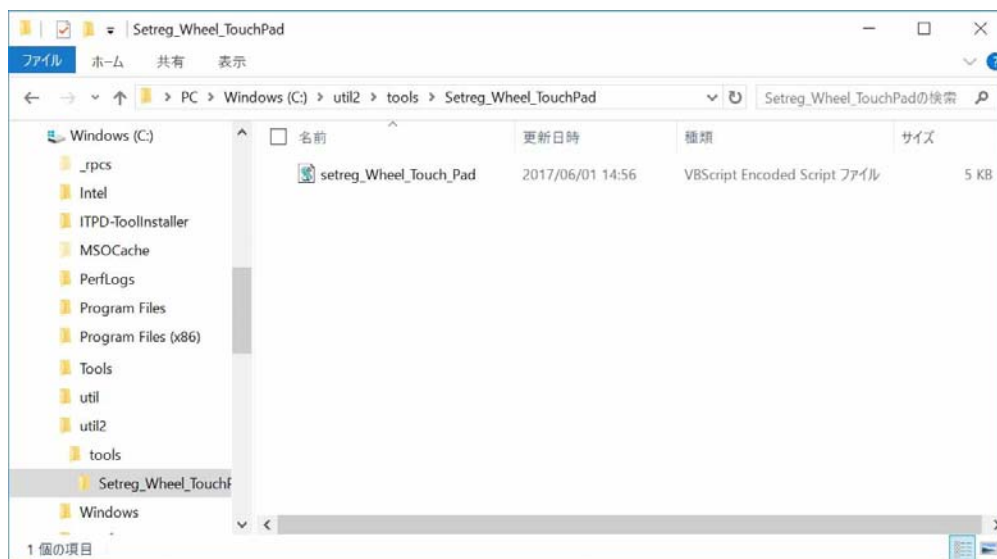 Setreg_Wheel_TouchPad
ファイル ホーム 共有 表示
PC > Windows (C:) > util2 > tools > Setreg_Wheel_TouchPad Setreg_Wheel_TouchPadの検索
名前 更新日時 種類 サイズ
setreg_Wheel_Touch_Pad 2017/06/01 14:56 VBScript Encoded Script ファイル 5 KB
Windows (C:)
_rpcs
Intel
ITPD-ToolInstaller
MSOCache
PerfLogs
Program Files
Program Files (x86)
Tools
util
util2
tools
Setreg_Wheel_TouchP
Windows
1 個の項目